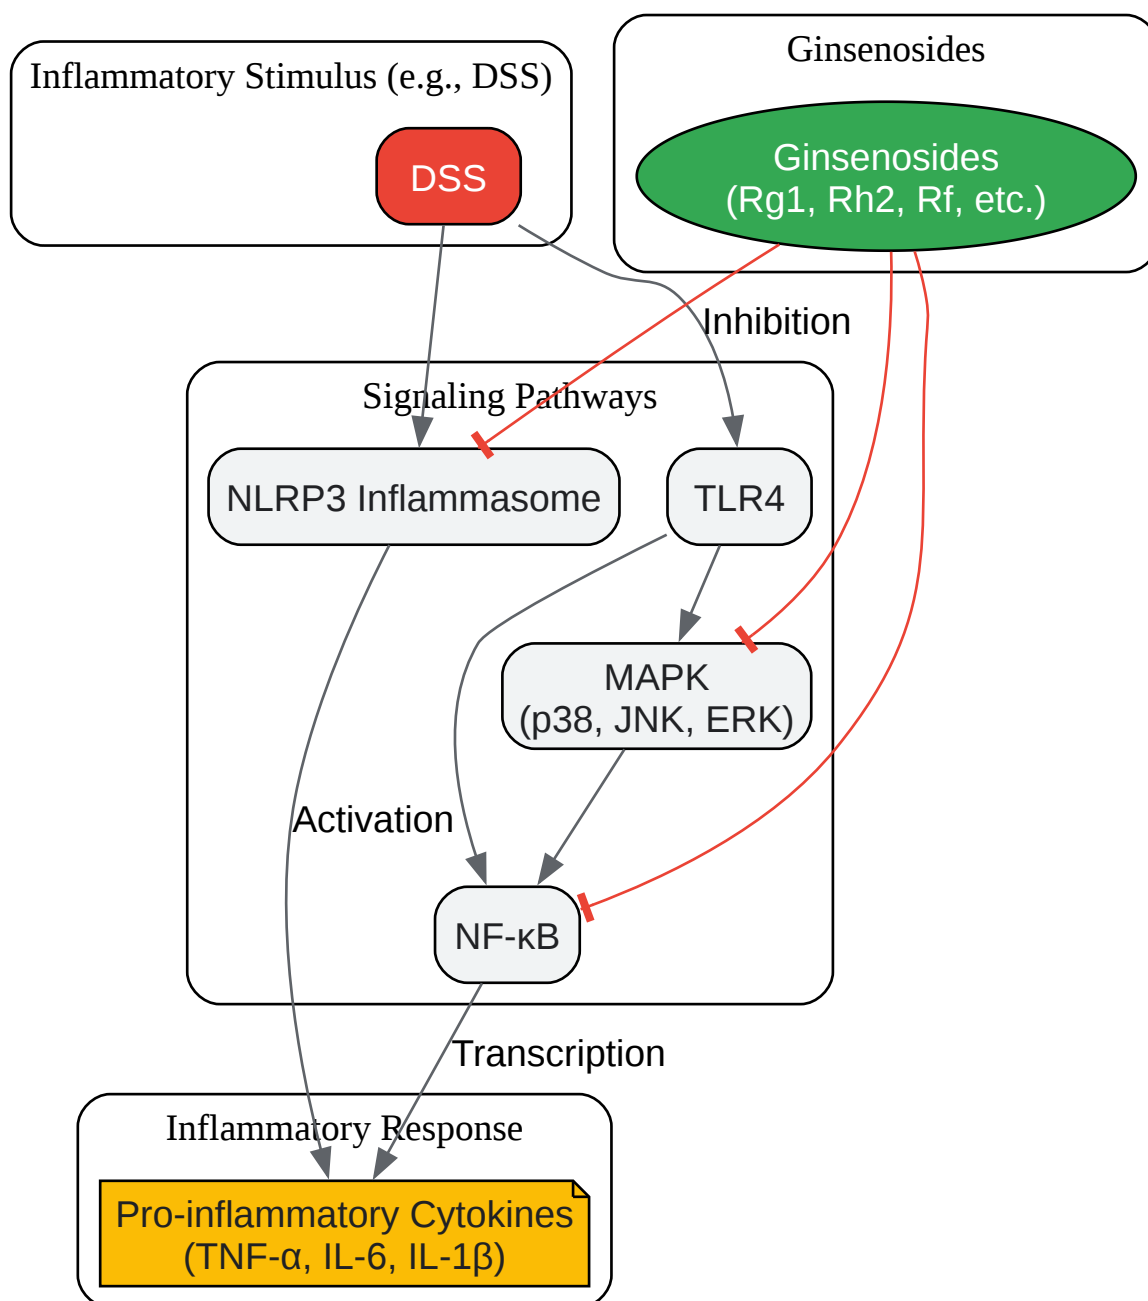 Inflammatory Stimulus (e.g., DSS)
DSS
Ginsenosides
Ginsenosides
(Rg1, Rh2, Rf, etc.)
Inhibition
Signaling Pathways
NLRP3 Inflammasome
TLR4
MAPK
(p38, JNK, ERK)
Activation
NF-κB
Transcription
Inflammatory Response
Pro-inflammatory Cytokines
(TNF-α, IL-6, IL-1β)